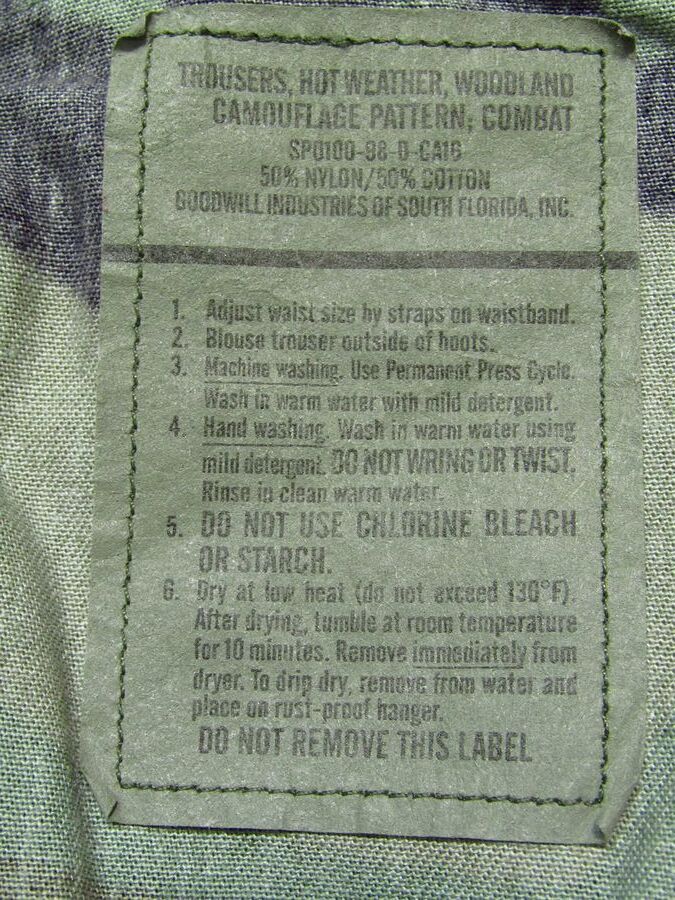 TROUSERS, HOT WEATHER, WOODLAND
CAMOUFLAGE PATTERN; COMBAT
SP0100-98-D-CA16
50% NYLON/50% COTTON
GOODWILL INDUSTRIES OF SOUTH FLORIDA, INC.
1. Adjust waist size by straps on waistband.
2. Blouse trouser outside of boots.
3. Machine washing. Use Permanent Press Cycle.
Wash in warm water with mild detergent.
4. Hand washing. Wash in warm water using
mild detergent. DO NOT WRING OR TWIST.
Rinse in clean warm water.
5. DO NOT USE CHLORINE BLEACH
OR STARCH.
6. Dry at low heat (do not exceed 130°F).
After drying, tumble at room temperature
for 10 minutes. Remove immediately from
dryer. To drip dry, remove from water and
place on rust-proof hanger.
DO NOT REMOVE THIS LABEL